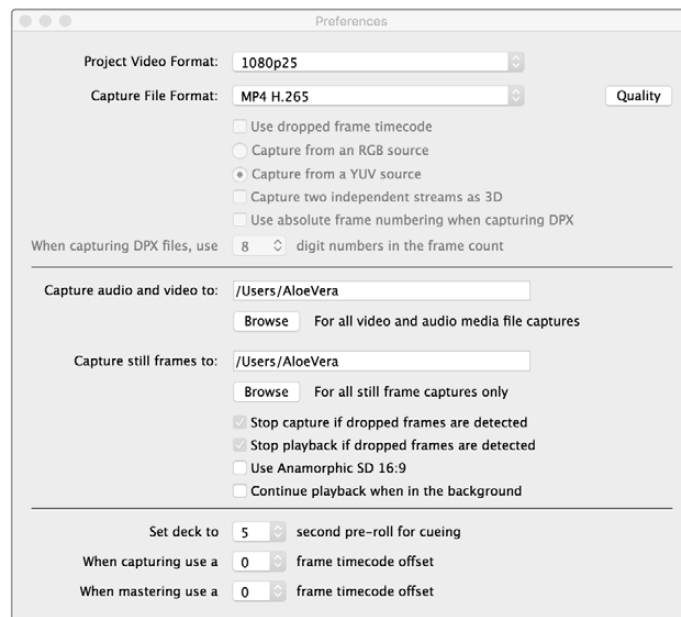 Preferences
Project Video Format: 1080p25
Capture File Format: MP4 H.265 Quality
Use dropped frame timecode
Capture from an RGB source
Capture from a YUV source
Capture two independent streams as 3D
Use absolute frame numbering when capturing DPX
When capturing DPX files, use 8 digit numbers in the frame count
Capture audio and video to: /Users/AloeVera
Browse For all video and audio media file captures
Capture still frames to: /Users/AloeVera
Browse For all still frame captures only
Stop capture if dropped frames are detected
Stop playback if dropped frames are detected
Use Anamorphic SD 16:9
Continue playback when in the background
Set deck to 5 second pre-roll for cueing
When capturing use a 0 frame timecode offset
When mastering use a 0 frame timecode offset